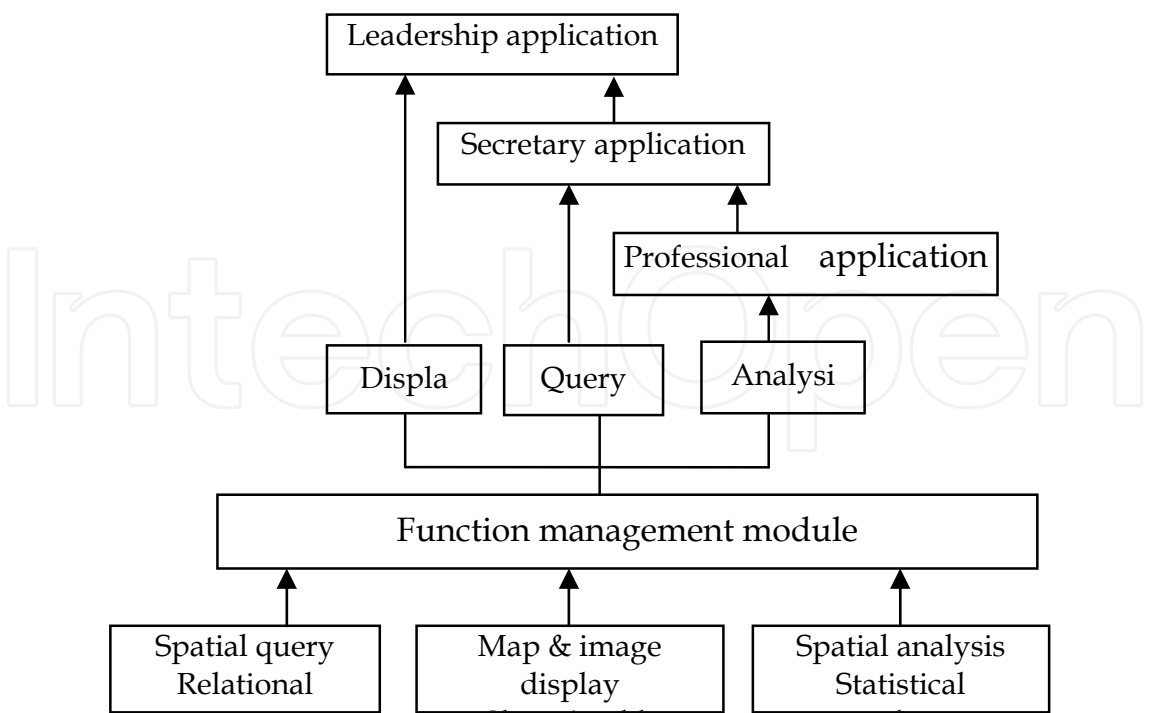 Leadership application
Secretary application
Professional application
Displa
Query
Analysi
Function management module
Spatial query
Relational
Map & image
display
Spatial analysis
Statistical
IntechOpen